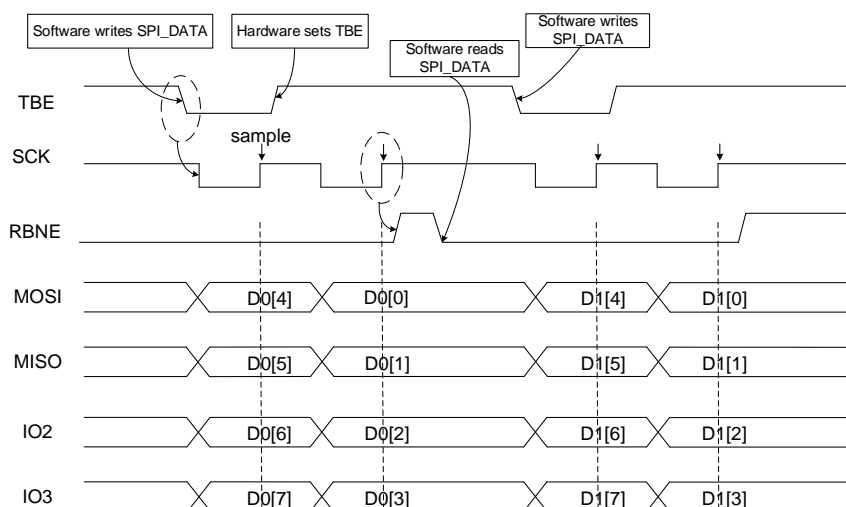 Software writes SPI_DATA
Hardware sets TBE
Software reads
SPI_DATA
Software writes
SPI_DATA
TBE
sample
SCK
RBNE
MOSI D0[4] D0[0] D1[4] D1[0]
MISO D0[5] D0[1] D1[5] D1[1]
IO2 D0[6] D0[2] D1[6] D1[2]
IO3 D0[7] D0[3] D1[7] D1[3]